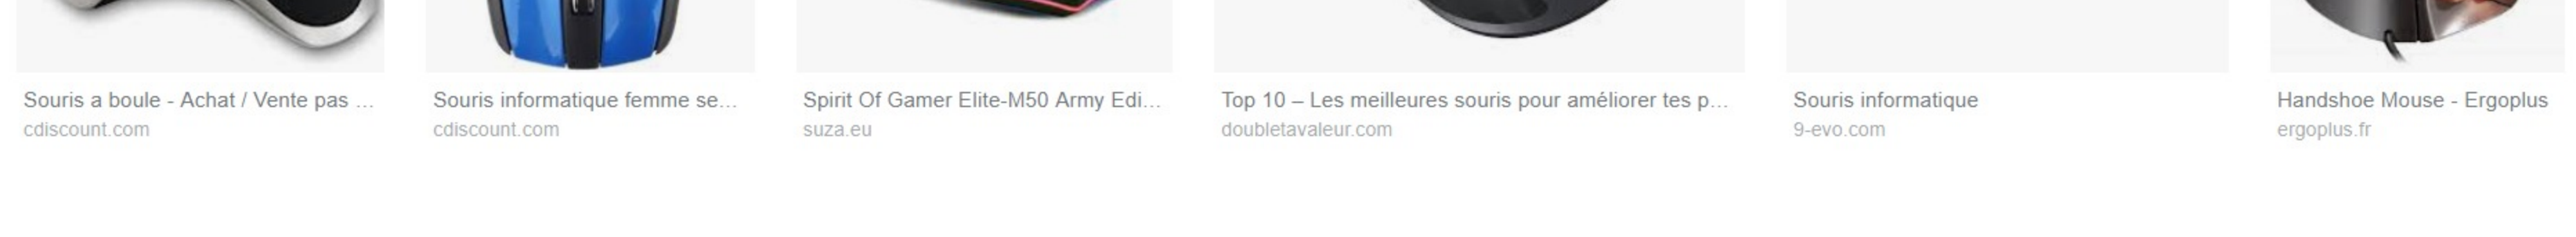 Souris a boule - Achat / Vente pas ...
cdiscount.com
Souris informatique femme se...
cdiscount.com
Spirit Of Gamer Elite-M50 Army Edi...
suza.eu
Top 10 – Les meilleures souris pour améliorer tes p...
doubletavaleur.com
Souris informatique
9-evo.com
Handshoe Mouse - Ergoplus
ergoplus.fr